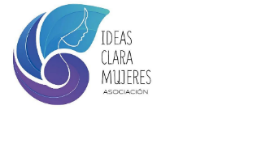 IDEAS
CLARA
MUJERES
ASOCIACIÓN